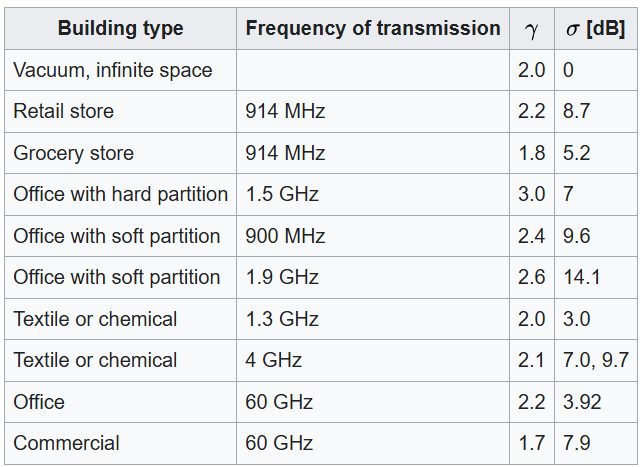 Building type Frequency of transmission γ σ [dB]
Vacuum, infinite space 2.0 0
Retail store 914 MHz 2.2 8.7
Grocery store 914 MHz 1.8 5.2
Office with hard partition 1.5 GHz 3.0 7
Office with soft partition 900 MHz 2.4 9.6
Office with soft partition 1.9 GHz 2.6 14.1
Textile or chemical 1.3 GHz 2.0 3.0
Textile or chemical 4 GHz 2.1 7.0, 9.7
Office 60 GHz 2.2 3.92
Commercial 60 GHz 1.7 7.9